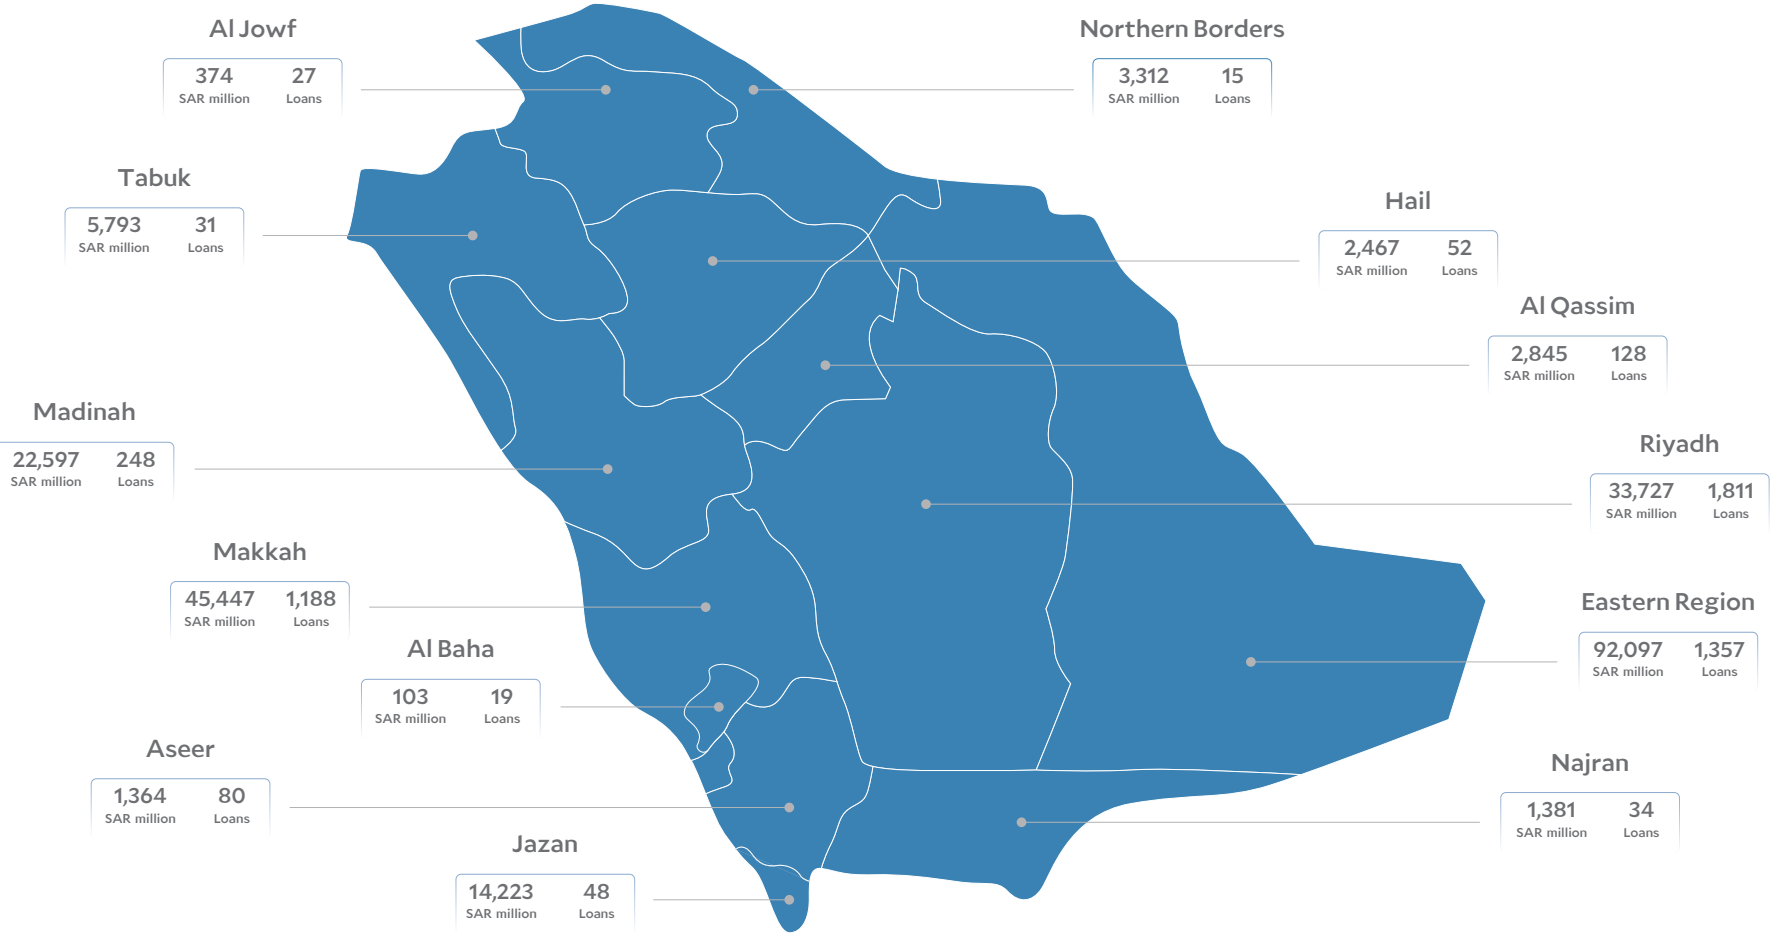 Al Jowf
374 27
SAR million Loans
Northern Borders
3,312 15
SAR million Loans
Tabuk
5,793 31
SAR million Loans
Hail
2,467 52
SAR million Loans
Al Qassim
2,845 128
SAR million Loans
Madinah
22,597 248
SAR million Loans
Riyadh
33,727 1,811
SAR million Loans
Makkah
45,447 1,188
SAR million Loans
Eastern Region
92,097 1,357
SAR million Loans
Al Baha
103 19
SAR million Loans
Aseer
1,364 80
SAR million Loans
Najran
1,381 34
SAR million Loans
Jazan
14,223 48
SAR million Loans